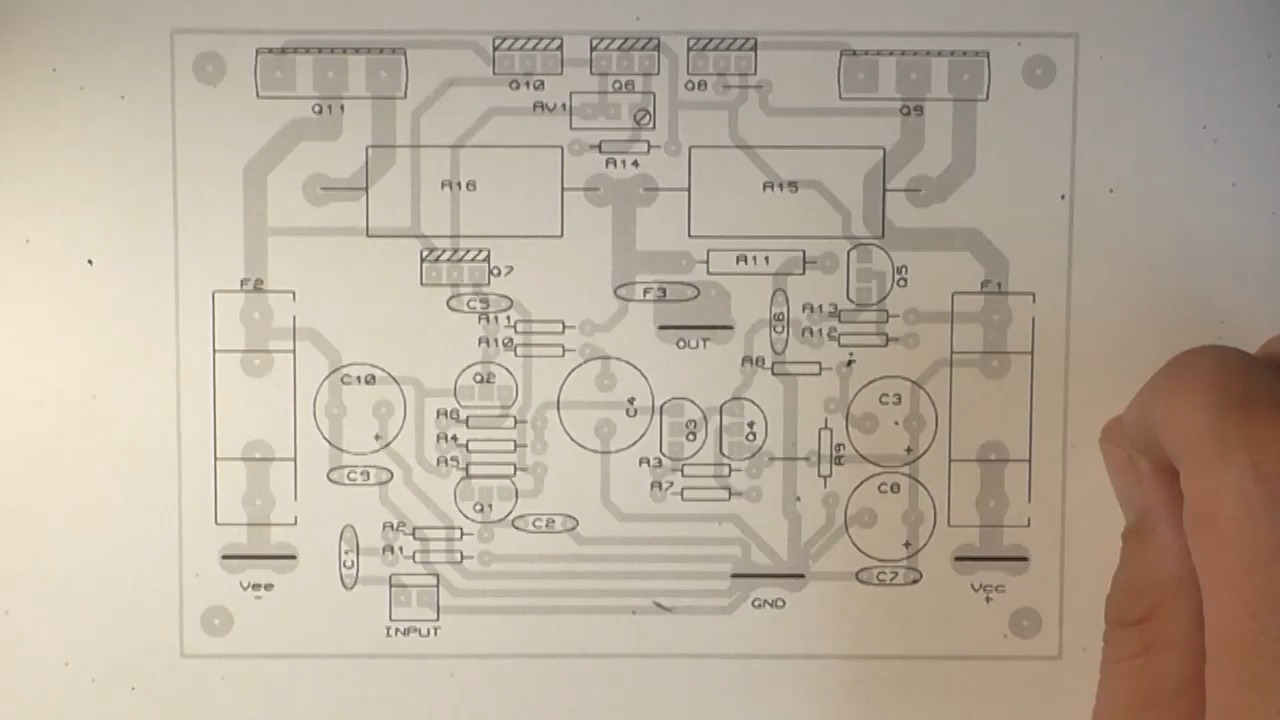 Q10
Q6
Q8
Q11
RV1
Q9
R14
R16
R15
Q7
R11
Q5
F2
C5
F3
F1
R11
C6
R13
R10
OUT
R12
C10
Q2
R8
C4
C3
R6
Q3
Q4
R4
R9
R5
R3
C9
R7
C8
Q1
C2
R2
C1
R1
C7
Vee
-
GND
Vcc
+
INPUT
+
+
+